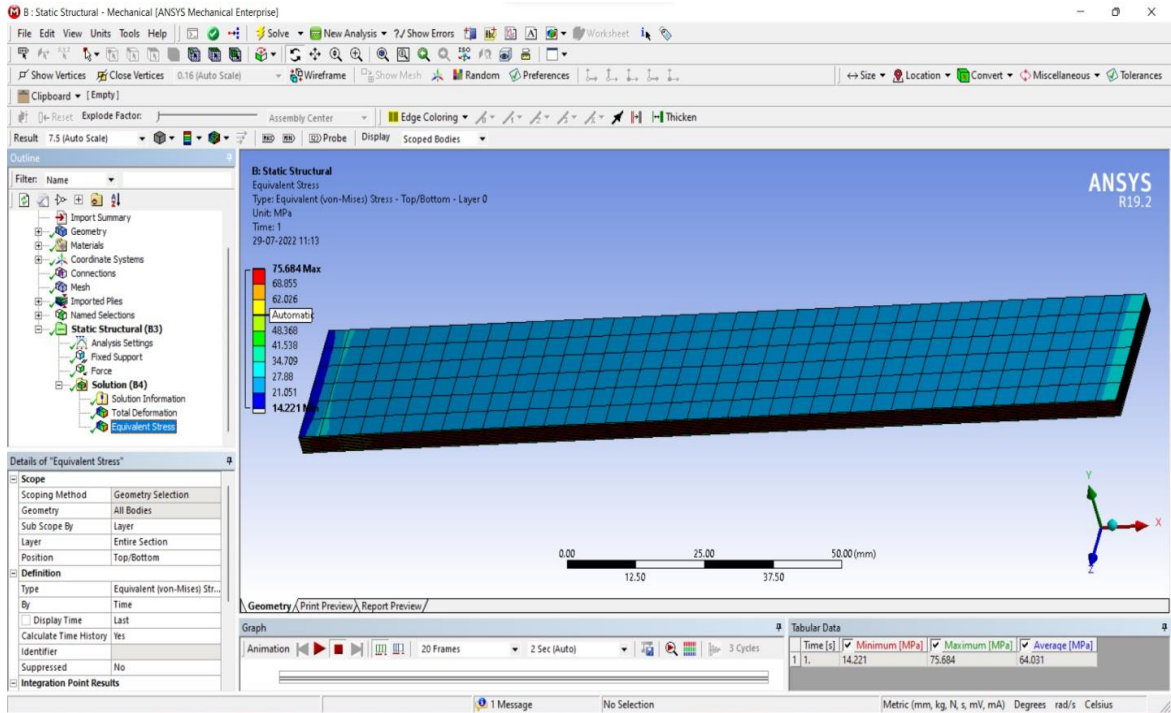 B : Static Structural - Mechanical [ANSYS Mechanical Enterprise]
File Edit View Units Tools Help Solve New Analysis ?/ Show Errors Worksheet
Show Vertices Close Vertices 0.16 (Auto Scale) Wireframe Show Mesh Random Preferences Size Location Convert Miscellaneous Tolerances
Clipboard [Empty]
Reset Explode Factor: Assembly Center Edge Coloring Thicken
Result 7.5 (Auto Scale) Probe Display Scoped Bodies
Outline
Filter: Name
Import Summary
Geometry
Materials
Coordinate Systems
Connections
Mesh
Imported Plies
Named Selections
Static Structural (B3)
Analysis Settings
Fixed Support
Force
Solution (B4)
Solution Information
Total Deformation
Equivalent Stress
Details of "Equivalent Stress"
Scope
Scoping Method Geometry Selection
Geometry All Bodies
Sub Scope By Layer
Layer Entire Section
Position Top/Bottom
Definition
Type Equivalent (von-Mises) Str...
By Time
Display Time Last
Calculate Time History Yes
Identifier
Suppressed No
Integration Point Results
B: Static Structural
Equivalent Stress
Type: Equivalent (von-Mises) Stress - Top/Bottom - Layer 0
Unit: MPa
Time: 1
29-07-2022 11:13
75.684 Max
68.855
62.026
Automatic
48.368
41.538
34.709
27.88
21.051
14.221 Min
ANSYS
R19.2
Y
X
Z
0.00 25.00 50.00 (mm)
12.50 37.50
Geometry Print Preview Report Preview
Graph
Animation 20 Frames 2 Sec (Auto) 3 Cycles
Tabular Data
Time [s] Minimum [MPa] Maximum [MPa] Average [MPa]
1 1. 14.221 75.684 64.031
1 Message No Selection Metric (mm, kg, N, s, mV, mA) Degrees rad/s Celsius